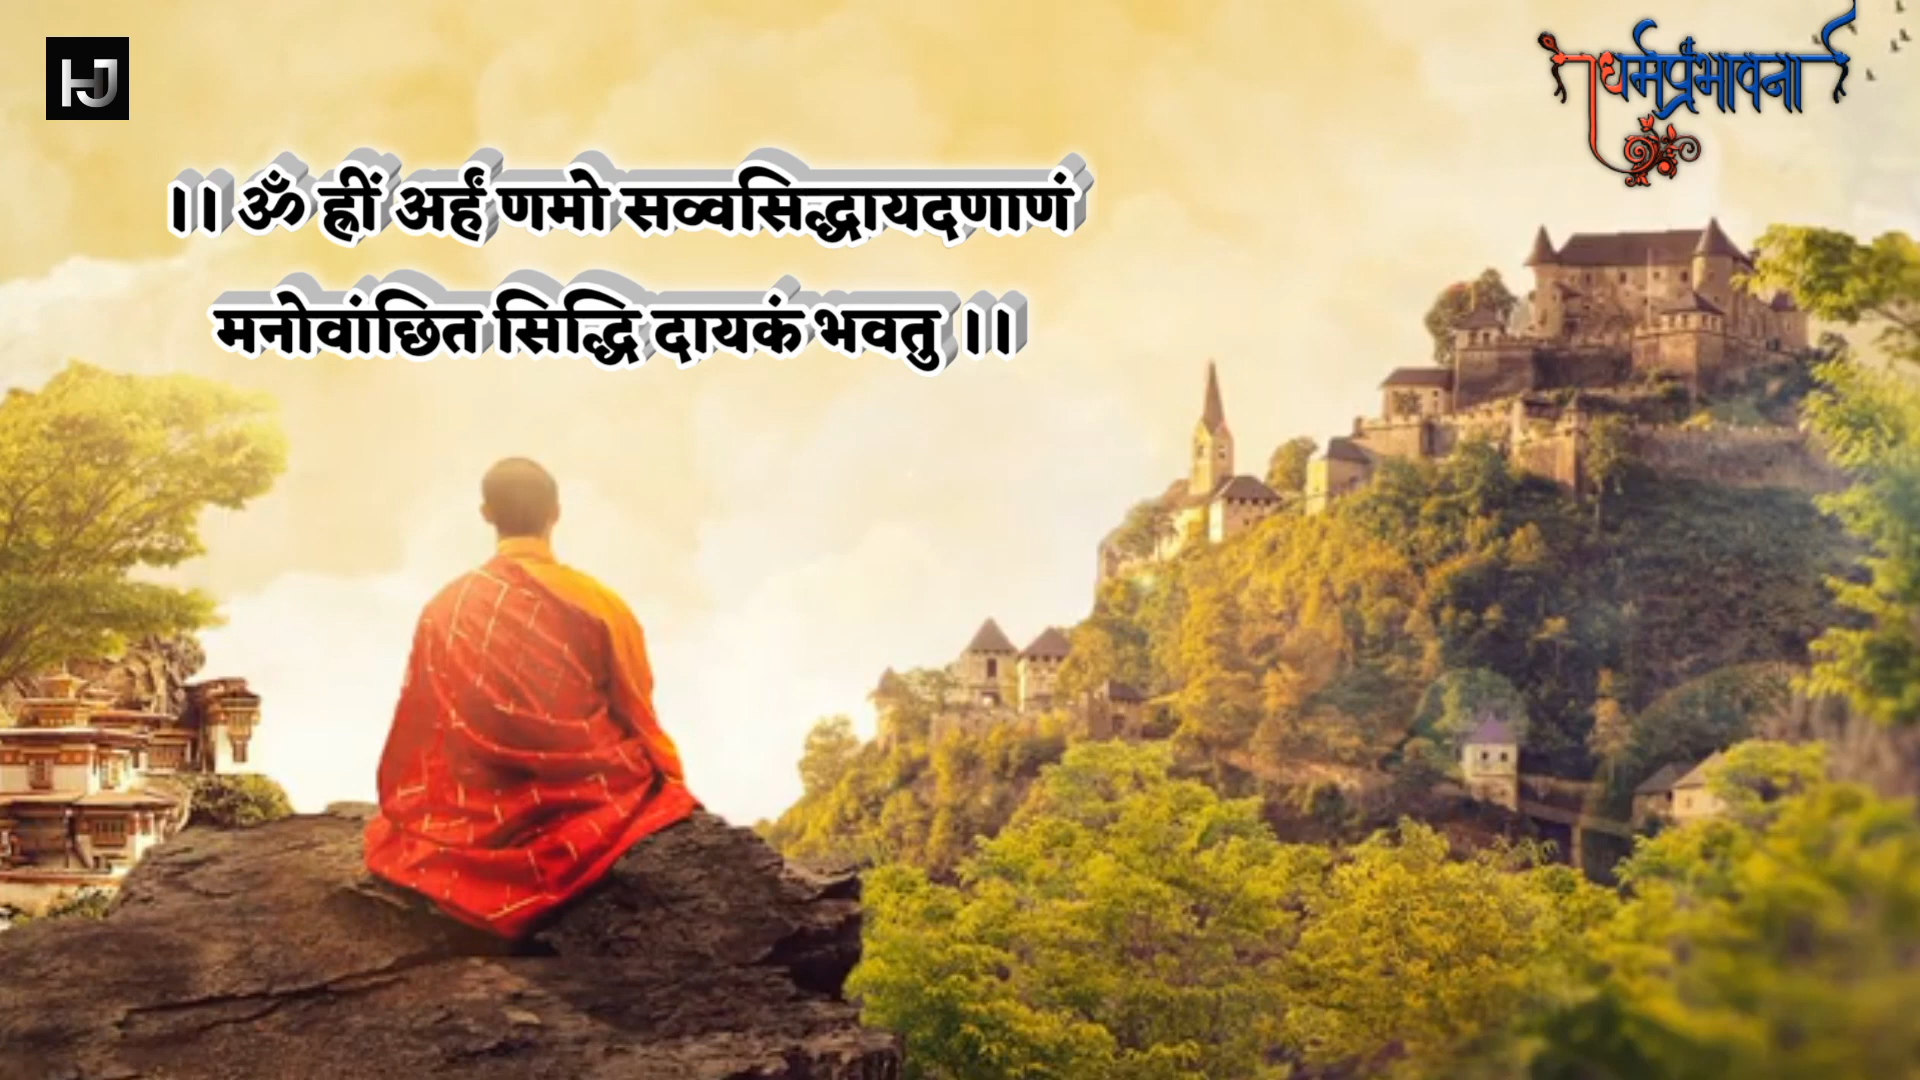 HJ
धर्मप्रभावना
।। ॐ ह्रीं अर्हं णमो सव्वसिद्धायदणाणं
मनोवांछित सिद्धि दायकं भवतु ।।